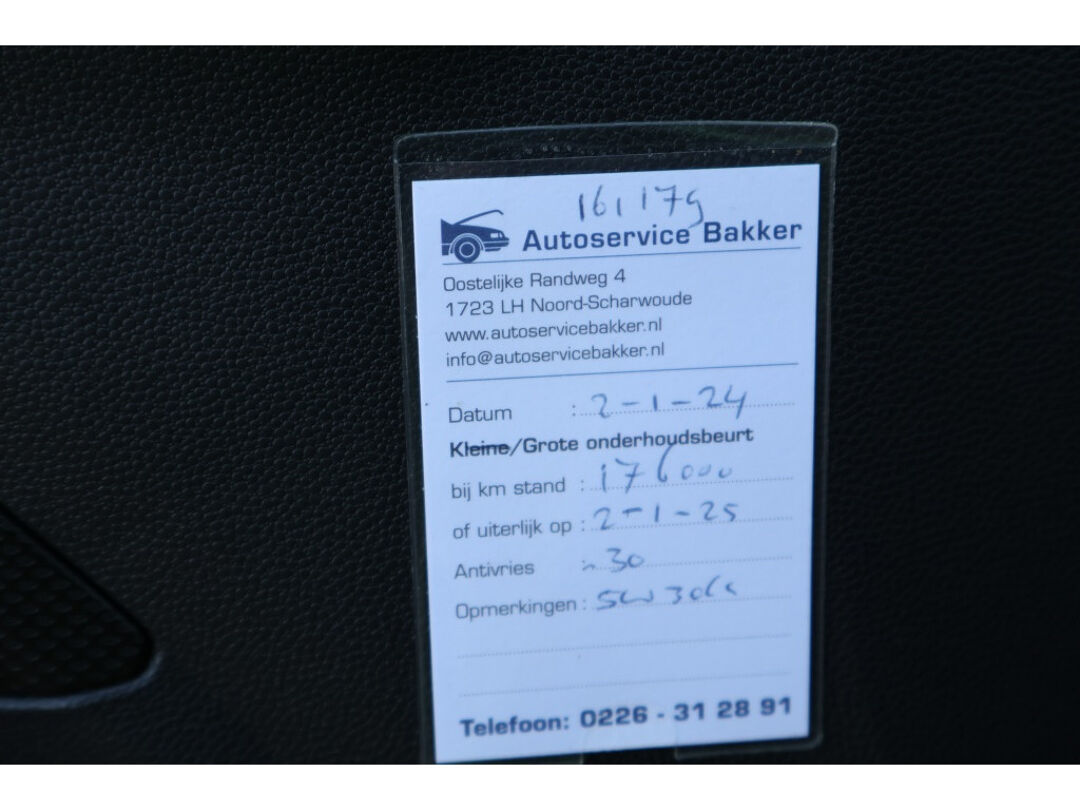 161179
Autoservice Bakker
Oostelijke Randweg 4
1723 LH Noord-Scharwoude
www.autoservicebakker.nl
info@autoservicebakker.nl
Datum : 2-1-24
Kleine/Grote onderhoudsbeurt
bij km stand : 176000
of uiterlijk op : 2-1-25
Antivries : - 30
Opmerkingen : 5W30
Telefoon: 0226 - 31 28 91